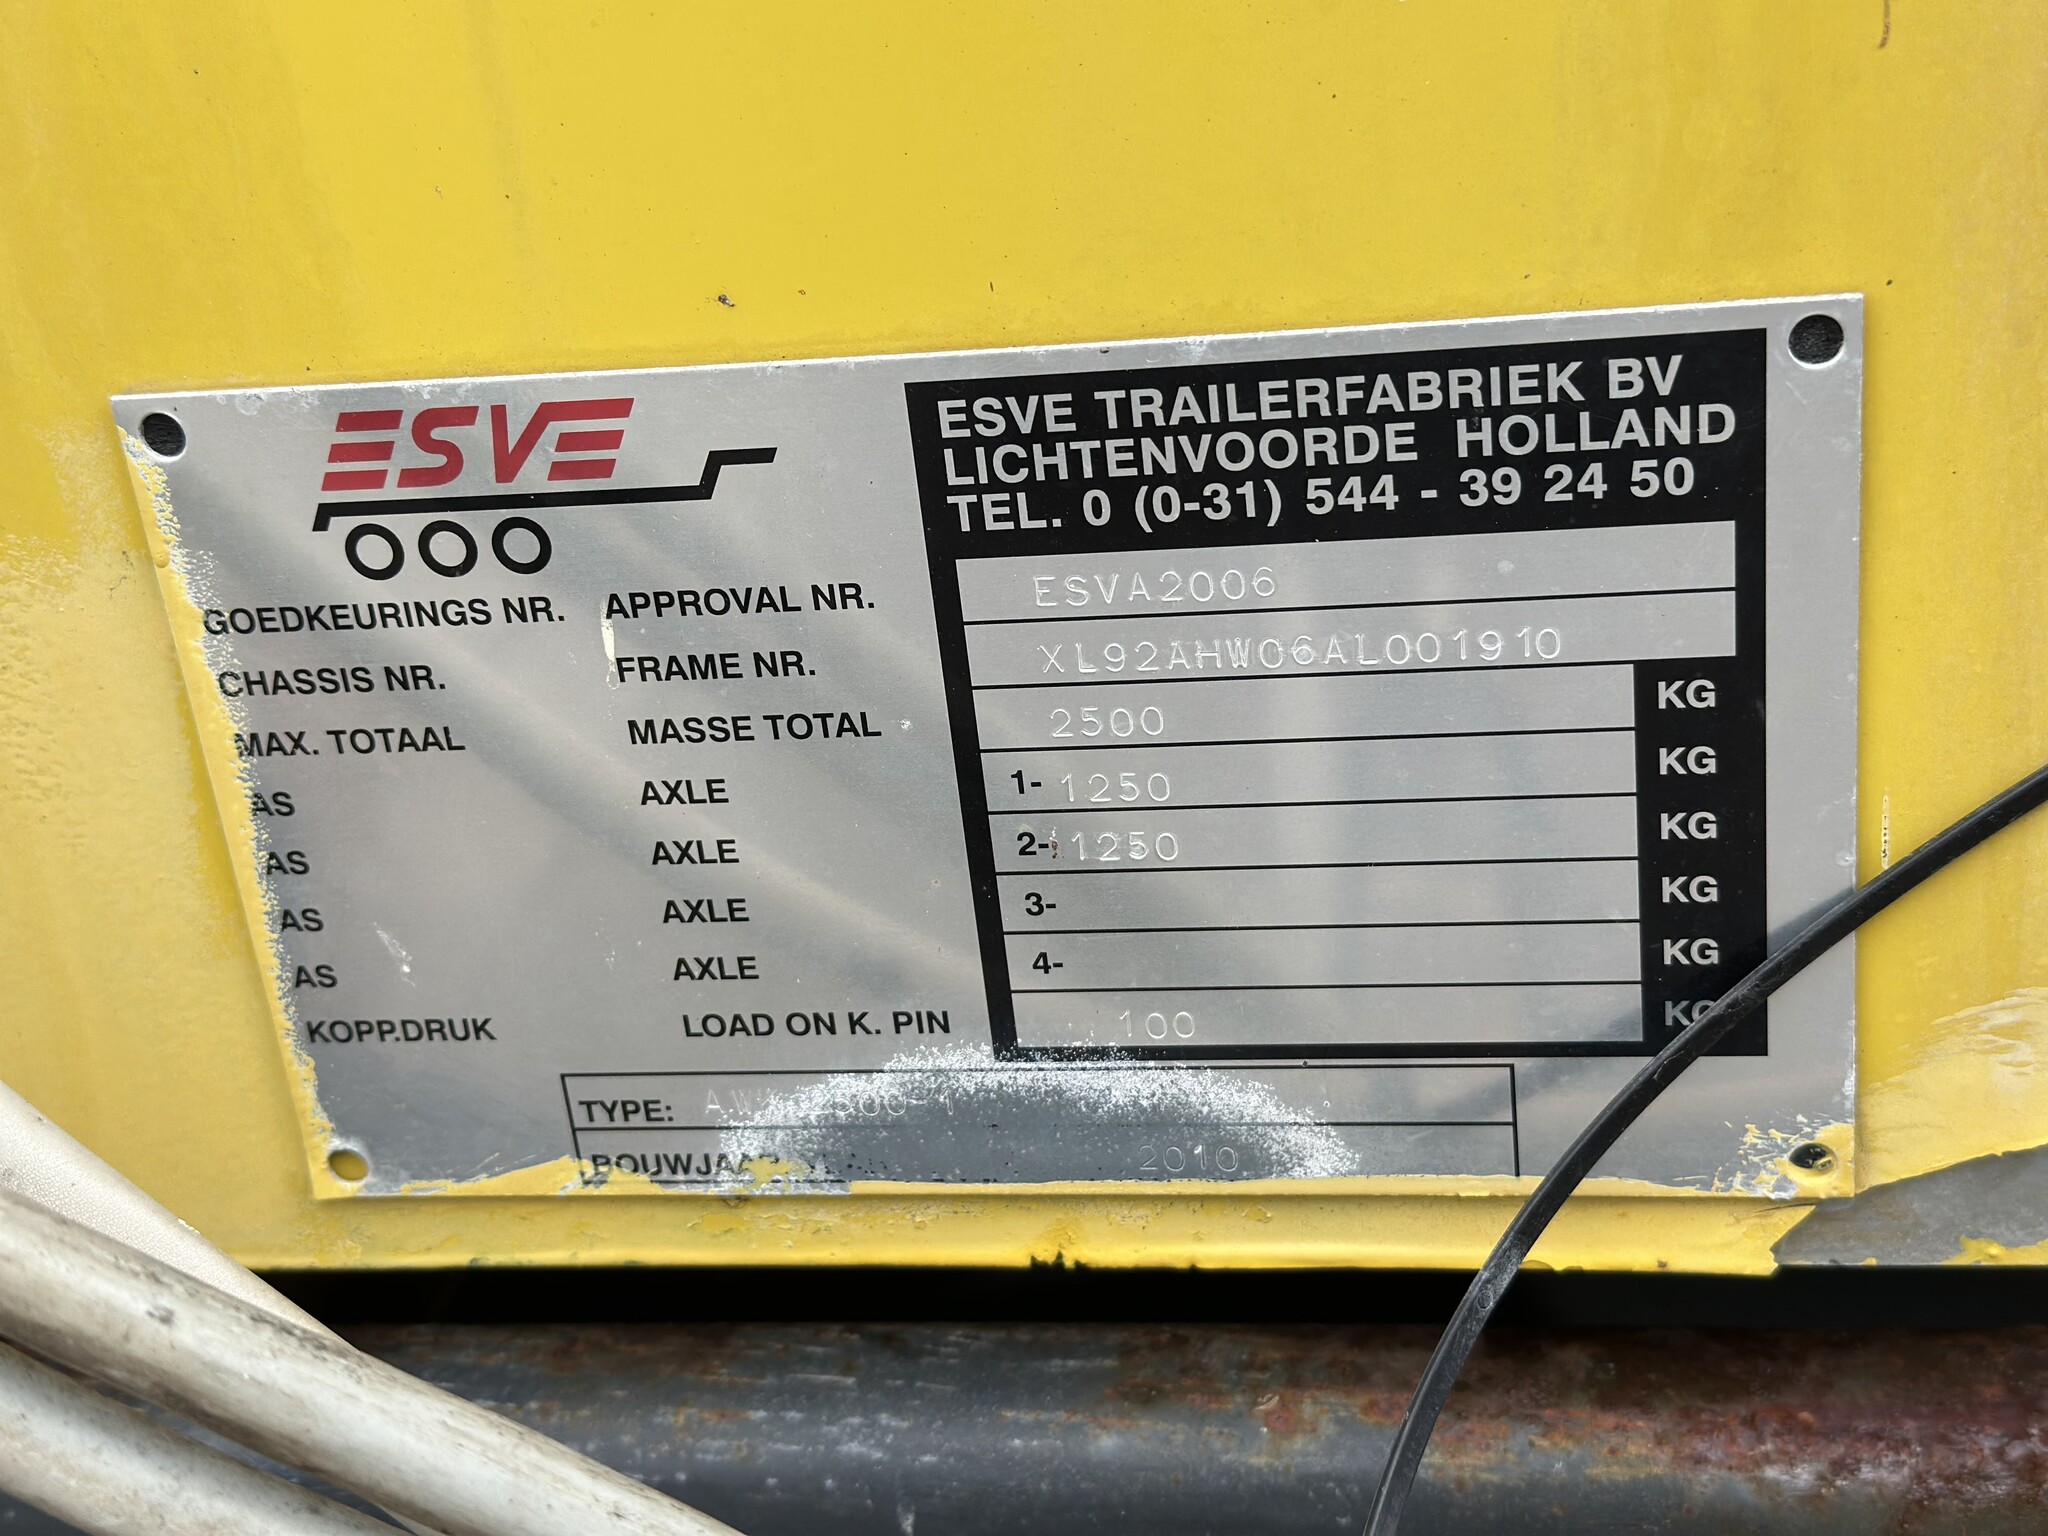 ESVE
ESVE TRAILERFABRIEK BV
LICHTENVOORDE HOLLAND
TEL. 0 (0-31) 544 - 39 24 50
GOEDKEURINGS NR. APPROVAL NR. ESVA2006
CHASSIS NR. FRAME NR. XL92AHW06AL001910
MAX. TOTAAL MASSE TOTAL 2500 KG
AS AXLE 1- 1250 KG
AS AXLE 2- 1250 KG
AS AXLE 3- KG
AS AXLE 4- KG
KOPP.DRUK LOAD ON K. PIN 100 KG
TYPE:
BOUWJAAR 2010